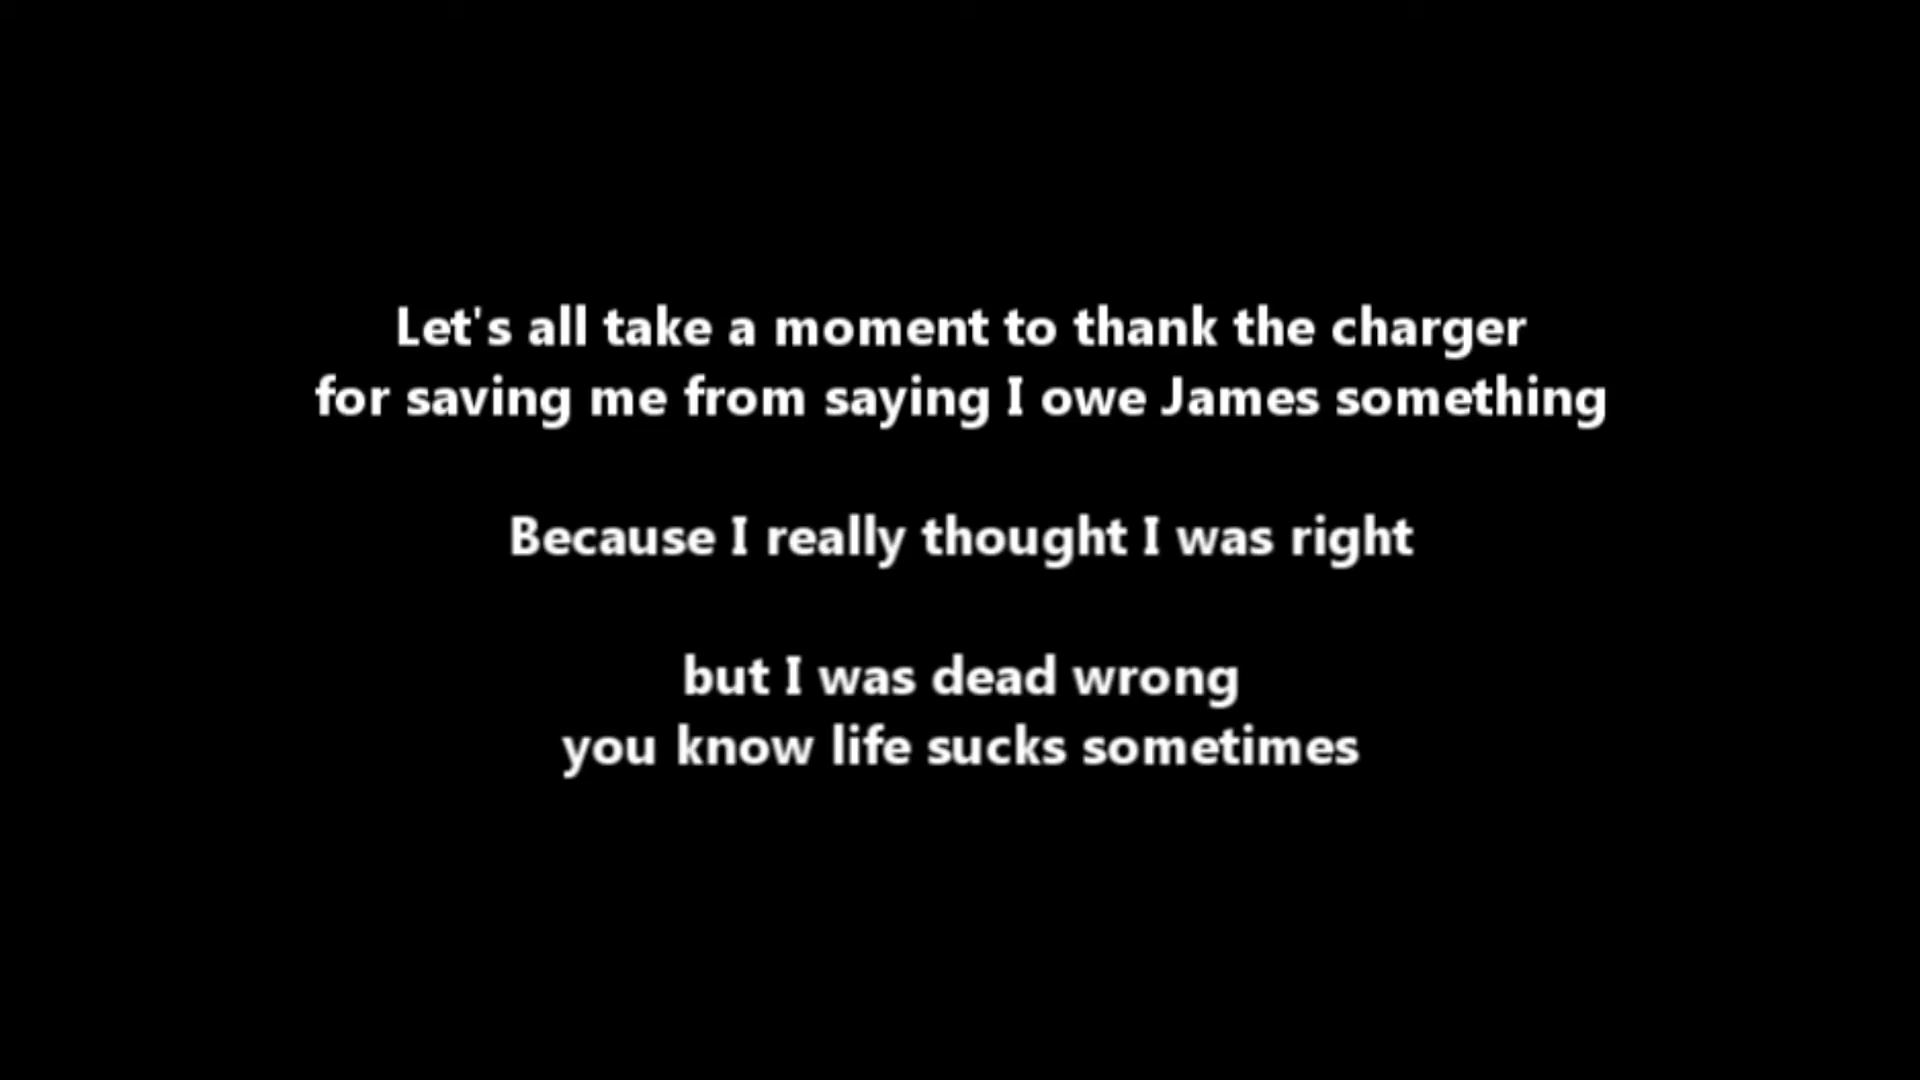 Let's all take a moment to thank the charger
for saving me from saying I owe James something
Because I really thought I was right
but I was dead wrong
you know life sucks sometimes